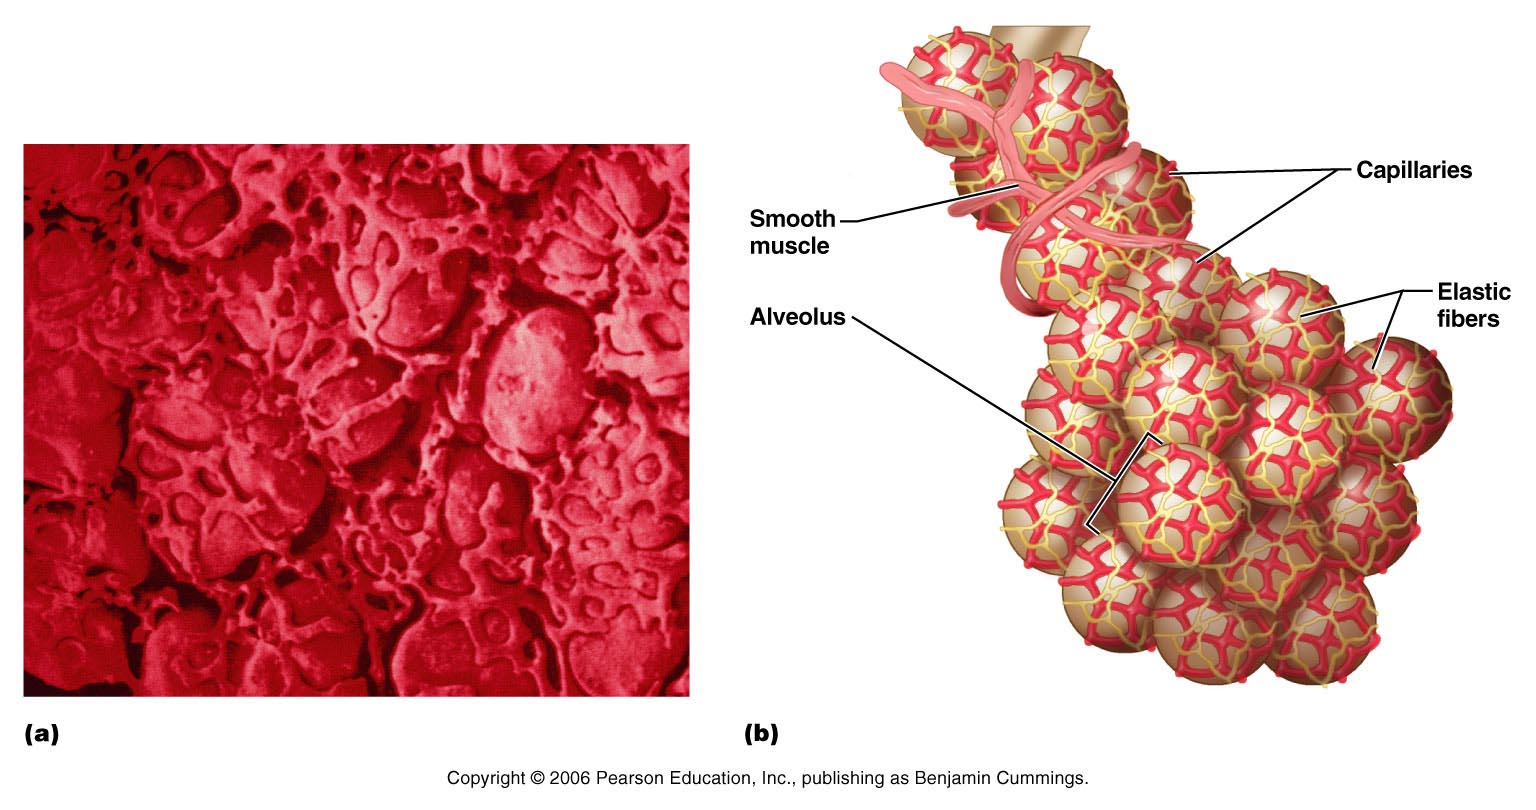 Capillaries
Smooth
muscle
Elastic
fibers
Alveolus
(a)
(b)
Copyright © 2006 Pearson Education, Inc., publishing as Benjamin Cummings.